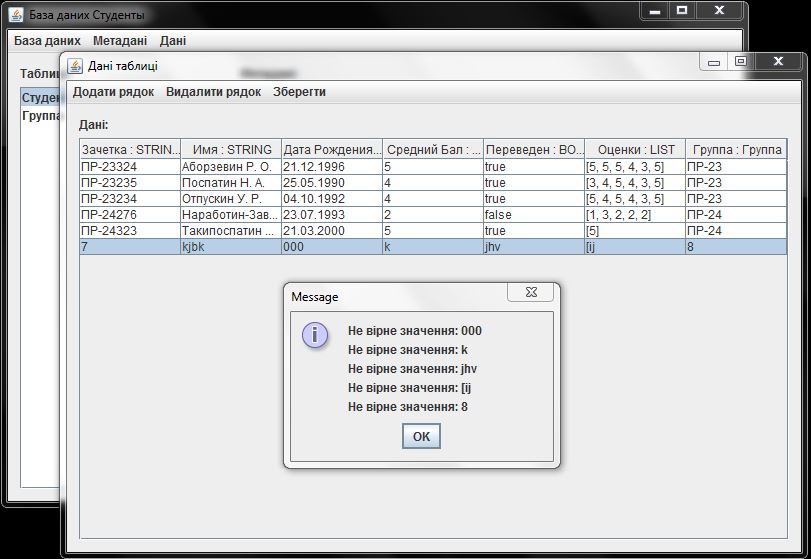 База даних Студенты
База даних Метадані Дані
Дані таблиці
Додати рядок Видалити рядок Зберегти
Дані:
Зачетка : STRIN... Имя : STRING Дата Рождения... Средний Бал : ... Переведен : BO... Оценки : LIST Группа : Группа
ПР-23324 Аборзевин Р. О. 21.12.1996 5 true [5, 5, 5, 4, 3, 5] ПР-23
ПР-23235 Поспатин Н. А. 25.05.1990 4 true [3, 4, 5, 4, 3, 5] ПР-23
ПР-23234 Отпускин У. Р. 04.10.1992 4 true [5, 4, 5, 4, 3, 5] ПР-23
ПР-24276 Наработин-Зав... 23.07.1993 2 false [1, 3, 2, 2, 2] ПР-24
ПР-24323 Такипоспатин ... 21.03.2000 5 true [5] ПР-24
7 kjbk 000 k jhv [ij 8
Message
Не вірне значення: 000
Не вірне значення: k
Не вірне значення: jhv
Не вірне значення: [ij
Не вірне значення: 8
OK